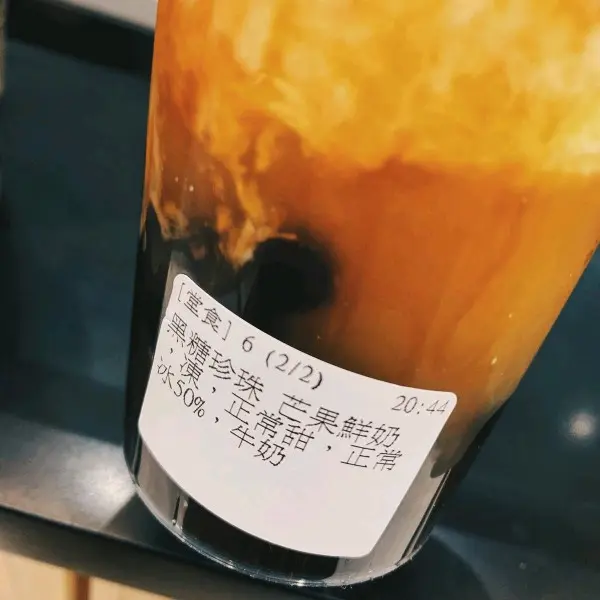 [堂食] 6 (2/2) 20:44
黑糖珍珠 芒果鮮奶
，凍，正常甜，正常
冰50%，牛奶